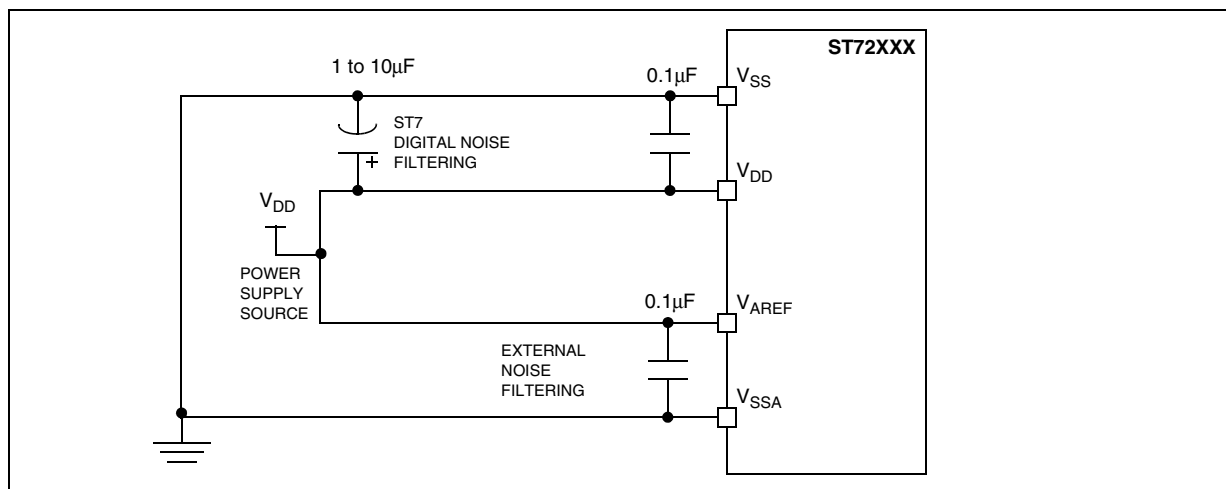 ST72XXX
1 to 10μF
0.1μF
VSS
ST7
DIGITAL NOISE
FILTERING
+
VDD
VDD
POWER
SUPPLY
SOURCE
0.1μF
VAREF
EXTERNAL
NOISE
FILTERING
VSSA